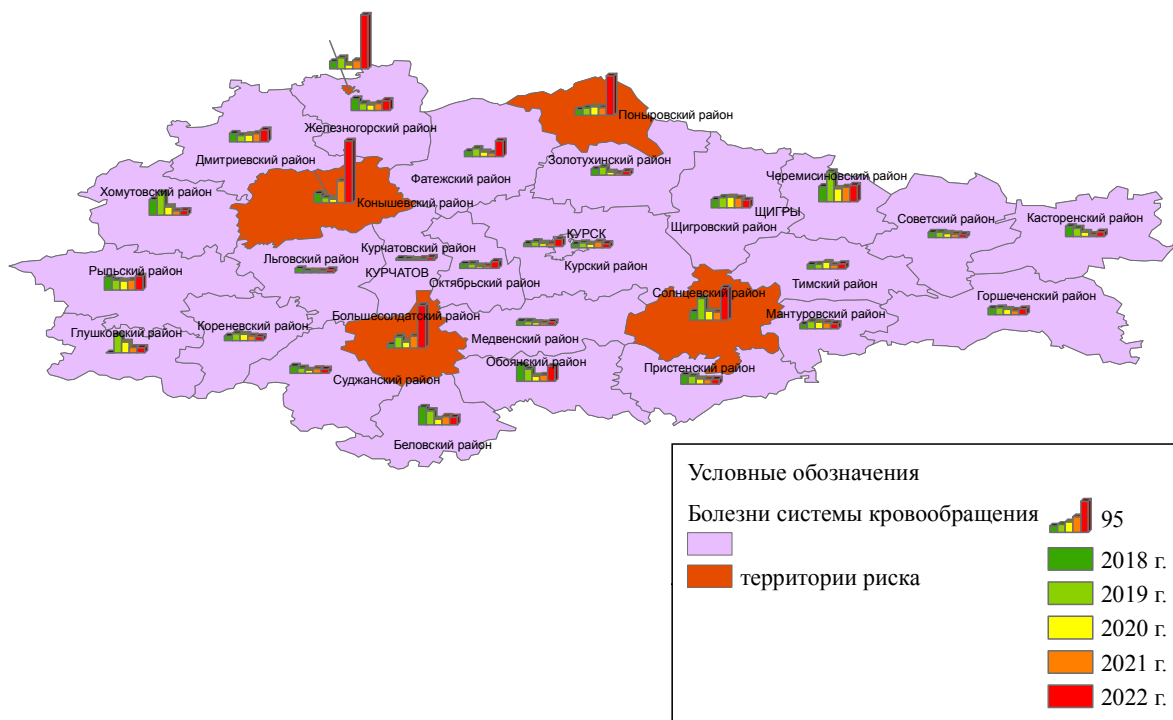 Железногорский район
Поныровский район
Дмитриевский район
Золотухинский район
Фатежский район
Черемисиновский район
Хомутовский район
Конышевский район
ЩИГРЫ
Щигровский район
Советский район
Касторенский район
КУРСК
Курчатовский район
Льговский район
КУРЧАТОВ
Октябрьский район
Курский район
Рыльский район
Тимский район
Солнцевский район
Горшеченский район
Глушковский район
Кореневский район
Большесолдатский район
Мантуровский район
Медвенский район
Обоянский район
Пристенский район
Суджанский район
Беловский район
Условные обозначения
Болезни системы кровообращения
территории риска
95
2018 г.
2019 г.
2020 г.
2021 г.
2022 г.